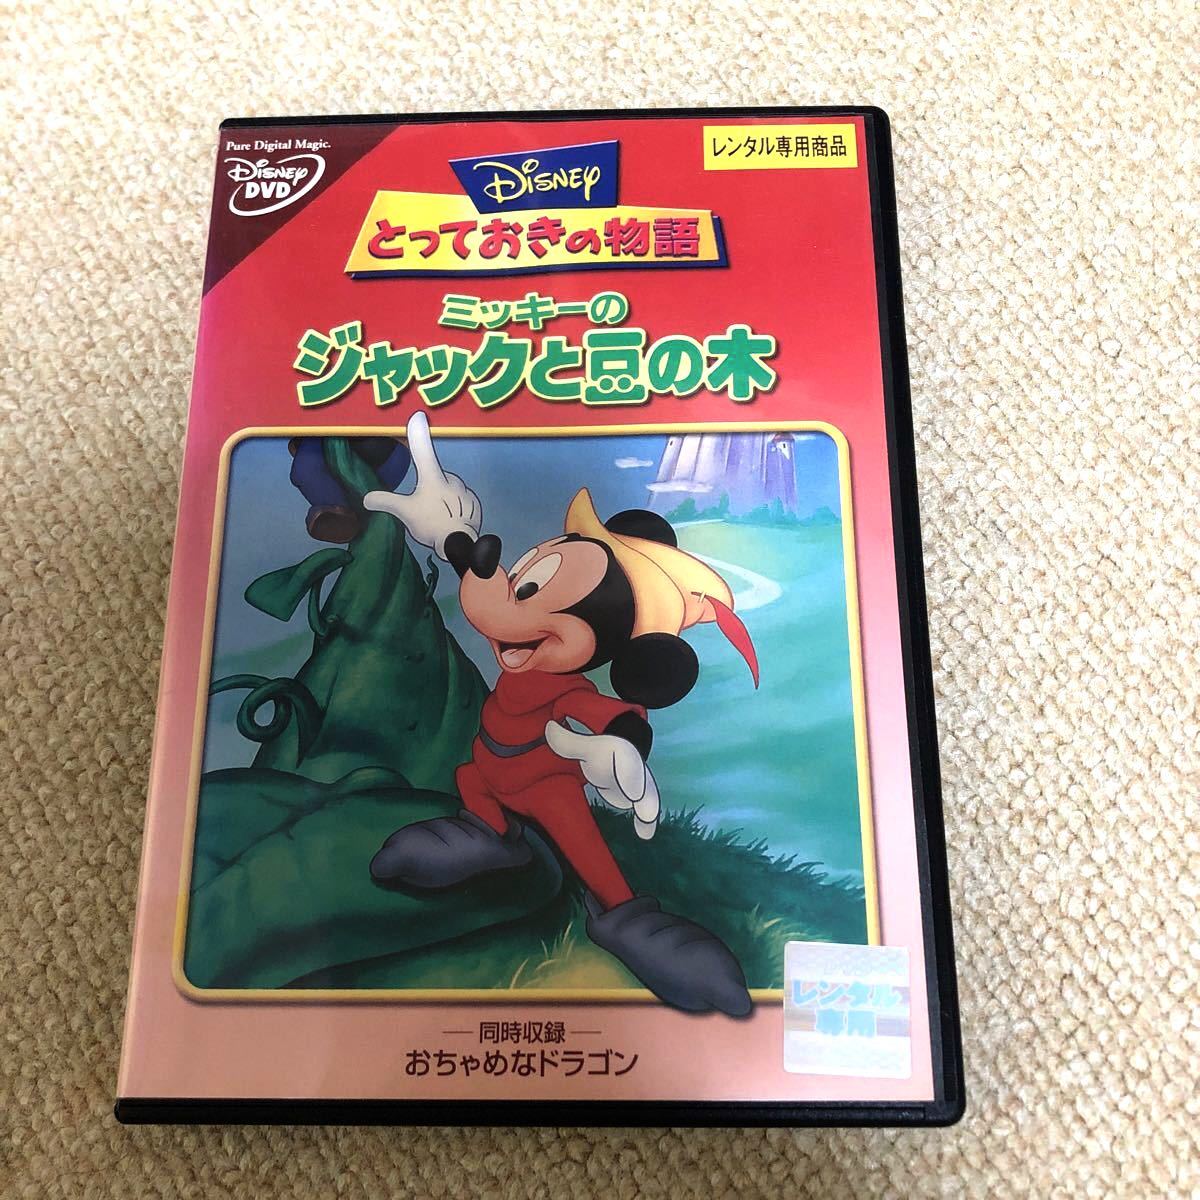 Pure Digital Magic.
DISNEY
DVD
レンタル専用商品
DISNEY
とっておきの物語
ミッキーの
ジャックと豆の木
レンタル
専用
同時収録
おちゃめなドラゴン